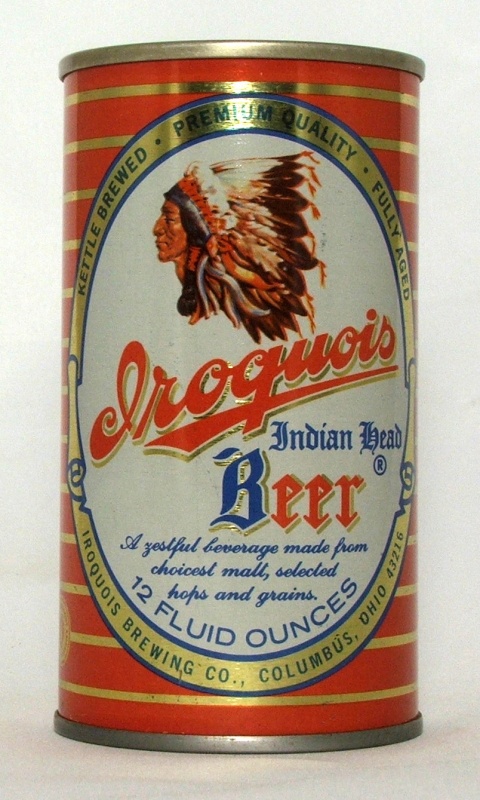 KETTLE BREWED • PREMIUM QUALITY • FULLY AGED
Iroquois
Indian Head
Beer ®
A zestful beverage made from
choicest malt, selected
hops and grains.
12 FLUID OUNCES
IROQUOIS BREWING CO., COLUMBUS, OHIO 43216